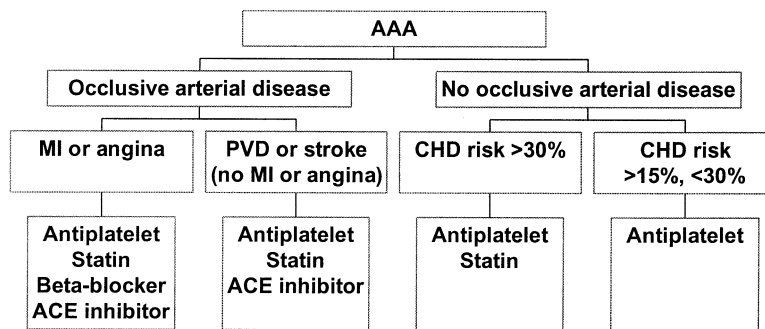 AAA
Occlusive arterial disease
No occlusive arterial disease
MI or angina
PVD or stroke
(no MI or angina)
CHD risk >30%
CHD risk
>15%, <30%
Antiplatelet
Statin
Beta-blocker
ACE inhibitor
Antiplatelet
Statin
ACE inhibitor
Antiplatelet
Statin
Antiplatelet